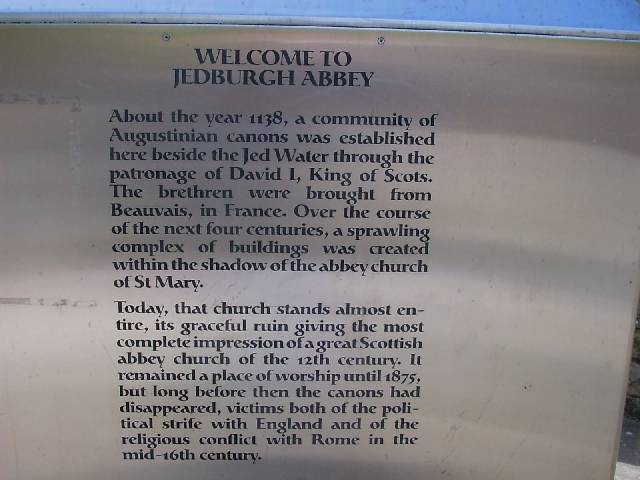 WELCOME TO
JEDBURGH ABBEY
About the year 1138, a community of
Augustinian canons was established
here beside the Jed Water through the
patronage of David I, King of Scots.
The brethren were brought from
Beauvais, in France. Over the course
of the next four centuries, a sprawling
complex of buildings was created
within the shadow of the abbey church
of St Mary.
Today, that church stands almost en-
tire, its graceful ruin giving the most
complete impression of a great Scottish
abbey church of the 12th century. It
remained a place of worship until 1875,
but long before then the canons had
disappeared, victims both of the poli-
tical strife with England and of the
religious conflict with Rome in the
mid-16th century.